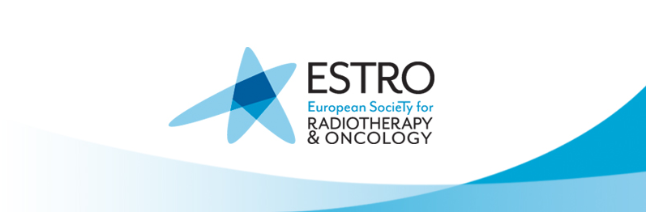 ESTRO
European SocieTy for
RADIOTHERAPY
& ONCOLOGY